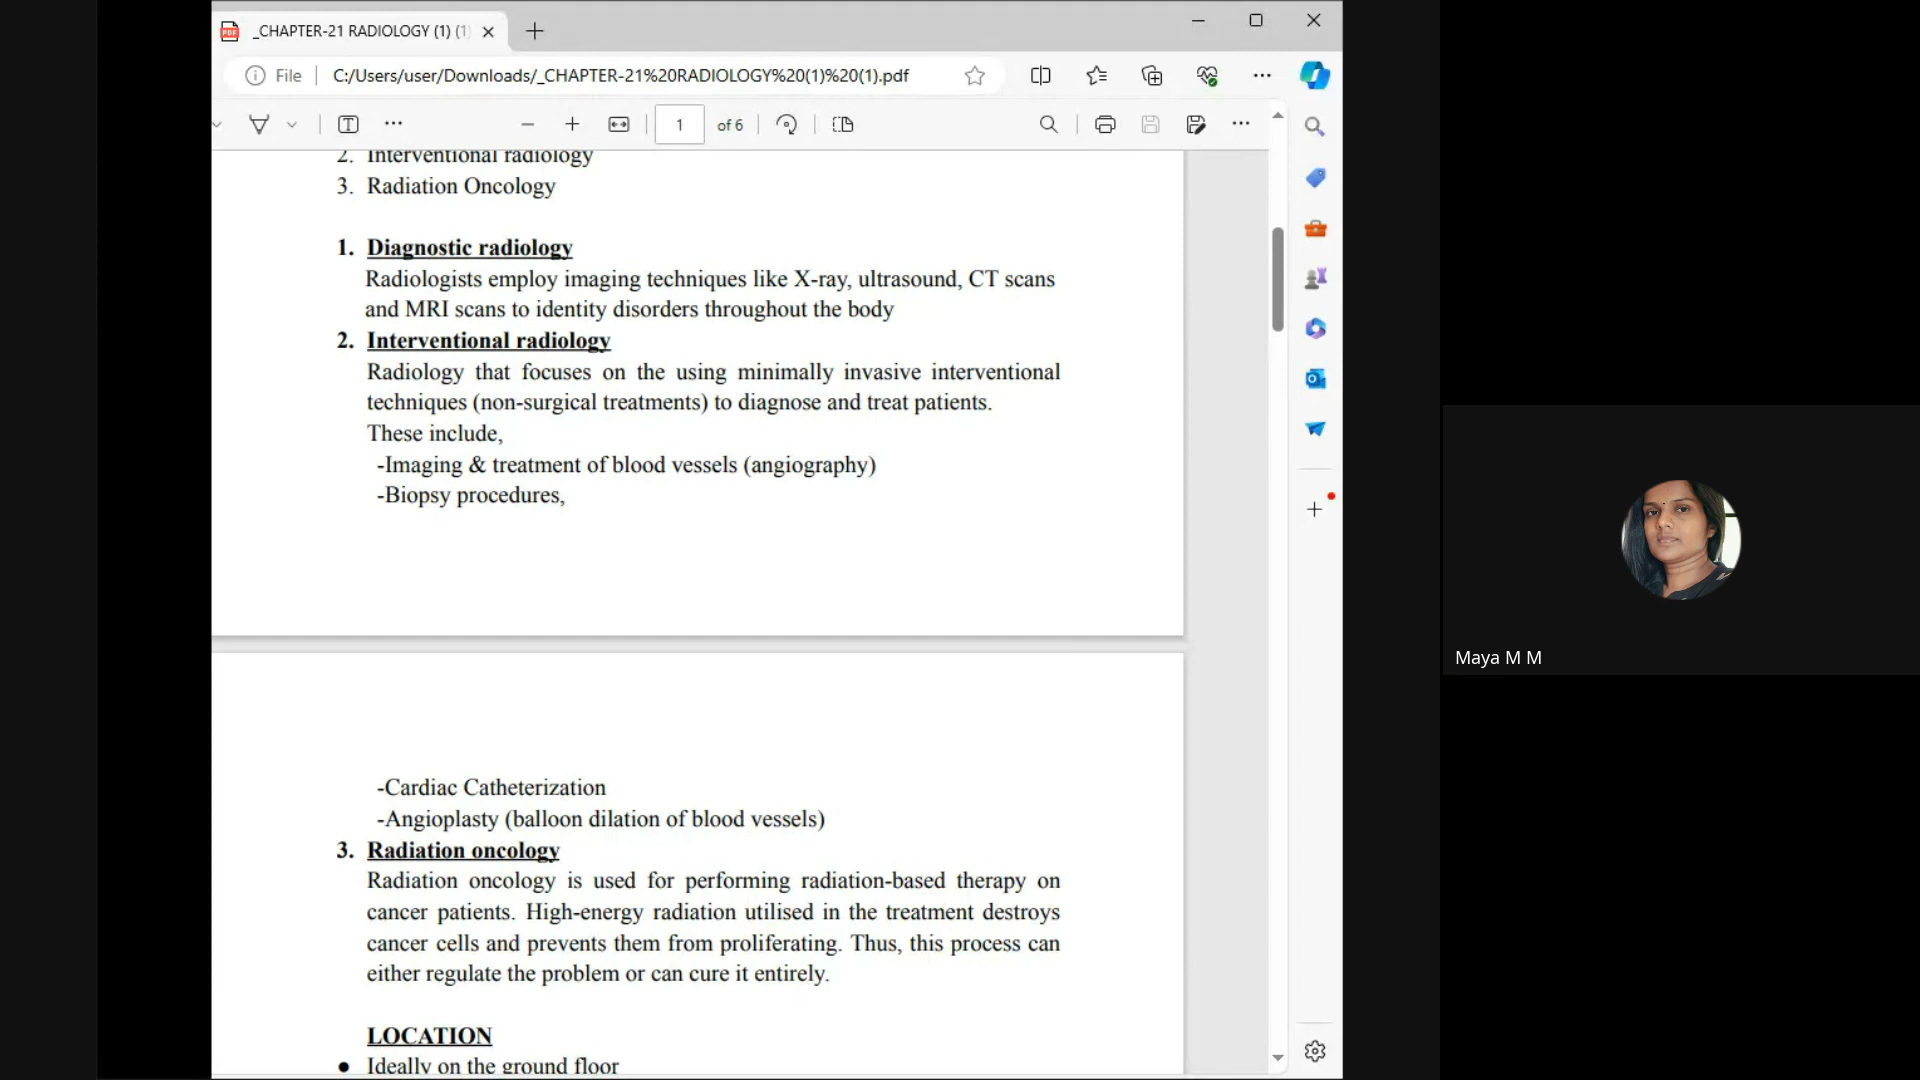 _CHAPTER-21 RADIOLOGY (1) (1)
File
C:/Users/user/Downloads/_CHAPTER-21%20RADIOLOGY%20(1)%20(1).pdf
1 of 6
2. Interventional radiology
3. Radiation Oncology
1. Diagnostic radiology
Radiologists employ imaging techniques like X-ray, ultrasound, CT scans
and MRI scans to identity disorders throughout the body
2. Interventional radiology
Radiology that focuses on the using minimally invasive interventional
techniques (non-surgical treatments) to diagnose and treat patients.
These include,
-Imaging & treatment of blood vessels (angiography)
-Biopsy procedures,
-Cardiac Catheterization
-Angioplasty (balloon dilation of blood vessels)
3. Radiation oncology
Radiation oncology is used for performing radiation-based therapy on
cancer patients. High-energy radiation utilised in the treatment destroys
cancer cells and prevents them from proliferating. Thus, this process can
either regulate the problem or can cure it entirely.
LOCATION
● Ideally on the ground floor
Maya M M